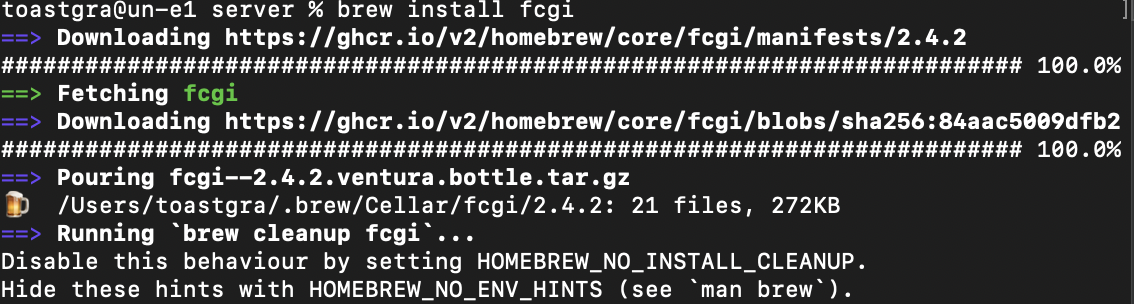 toastgra@un-e1 server % brew install fcgi
==> Downloading https://ghcr.io/v2/homebrew/core/fcgi/manifests/2.4.2
######################################################################### 100.0%
==> Fetching fcgi
==> Downloading https://ghcr.io/v2/homebrew/core/fcgi/blobs/sha256:84aac5009dfb2
######################################################################### 100.0%
==> Pouring fcgi--2.4.2.ventura.bottle.tar.gz
🍺  /Users/toastgra/.brew/Cellar/fcgi/2.4.2: 21 files, 272KB
==> Running `brew cleanup fcgi`...
Disable this behaviour by setting HOMEBREW_NO_INSTALL_CLEANUP.
Hide these hints with HOMEBREW_NO_ENV_HINTS (see `man brew`).